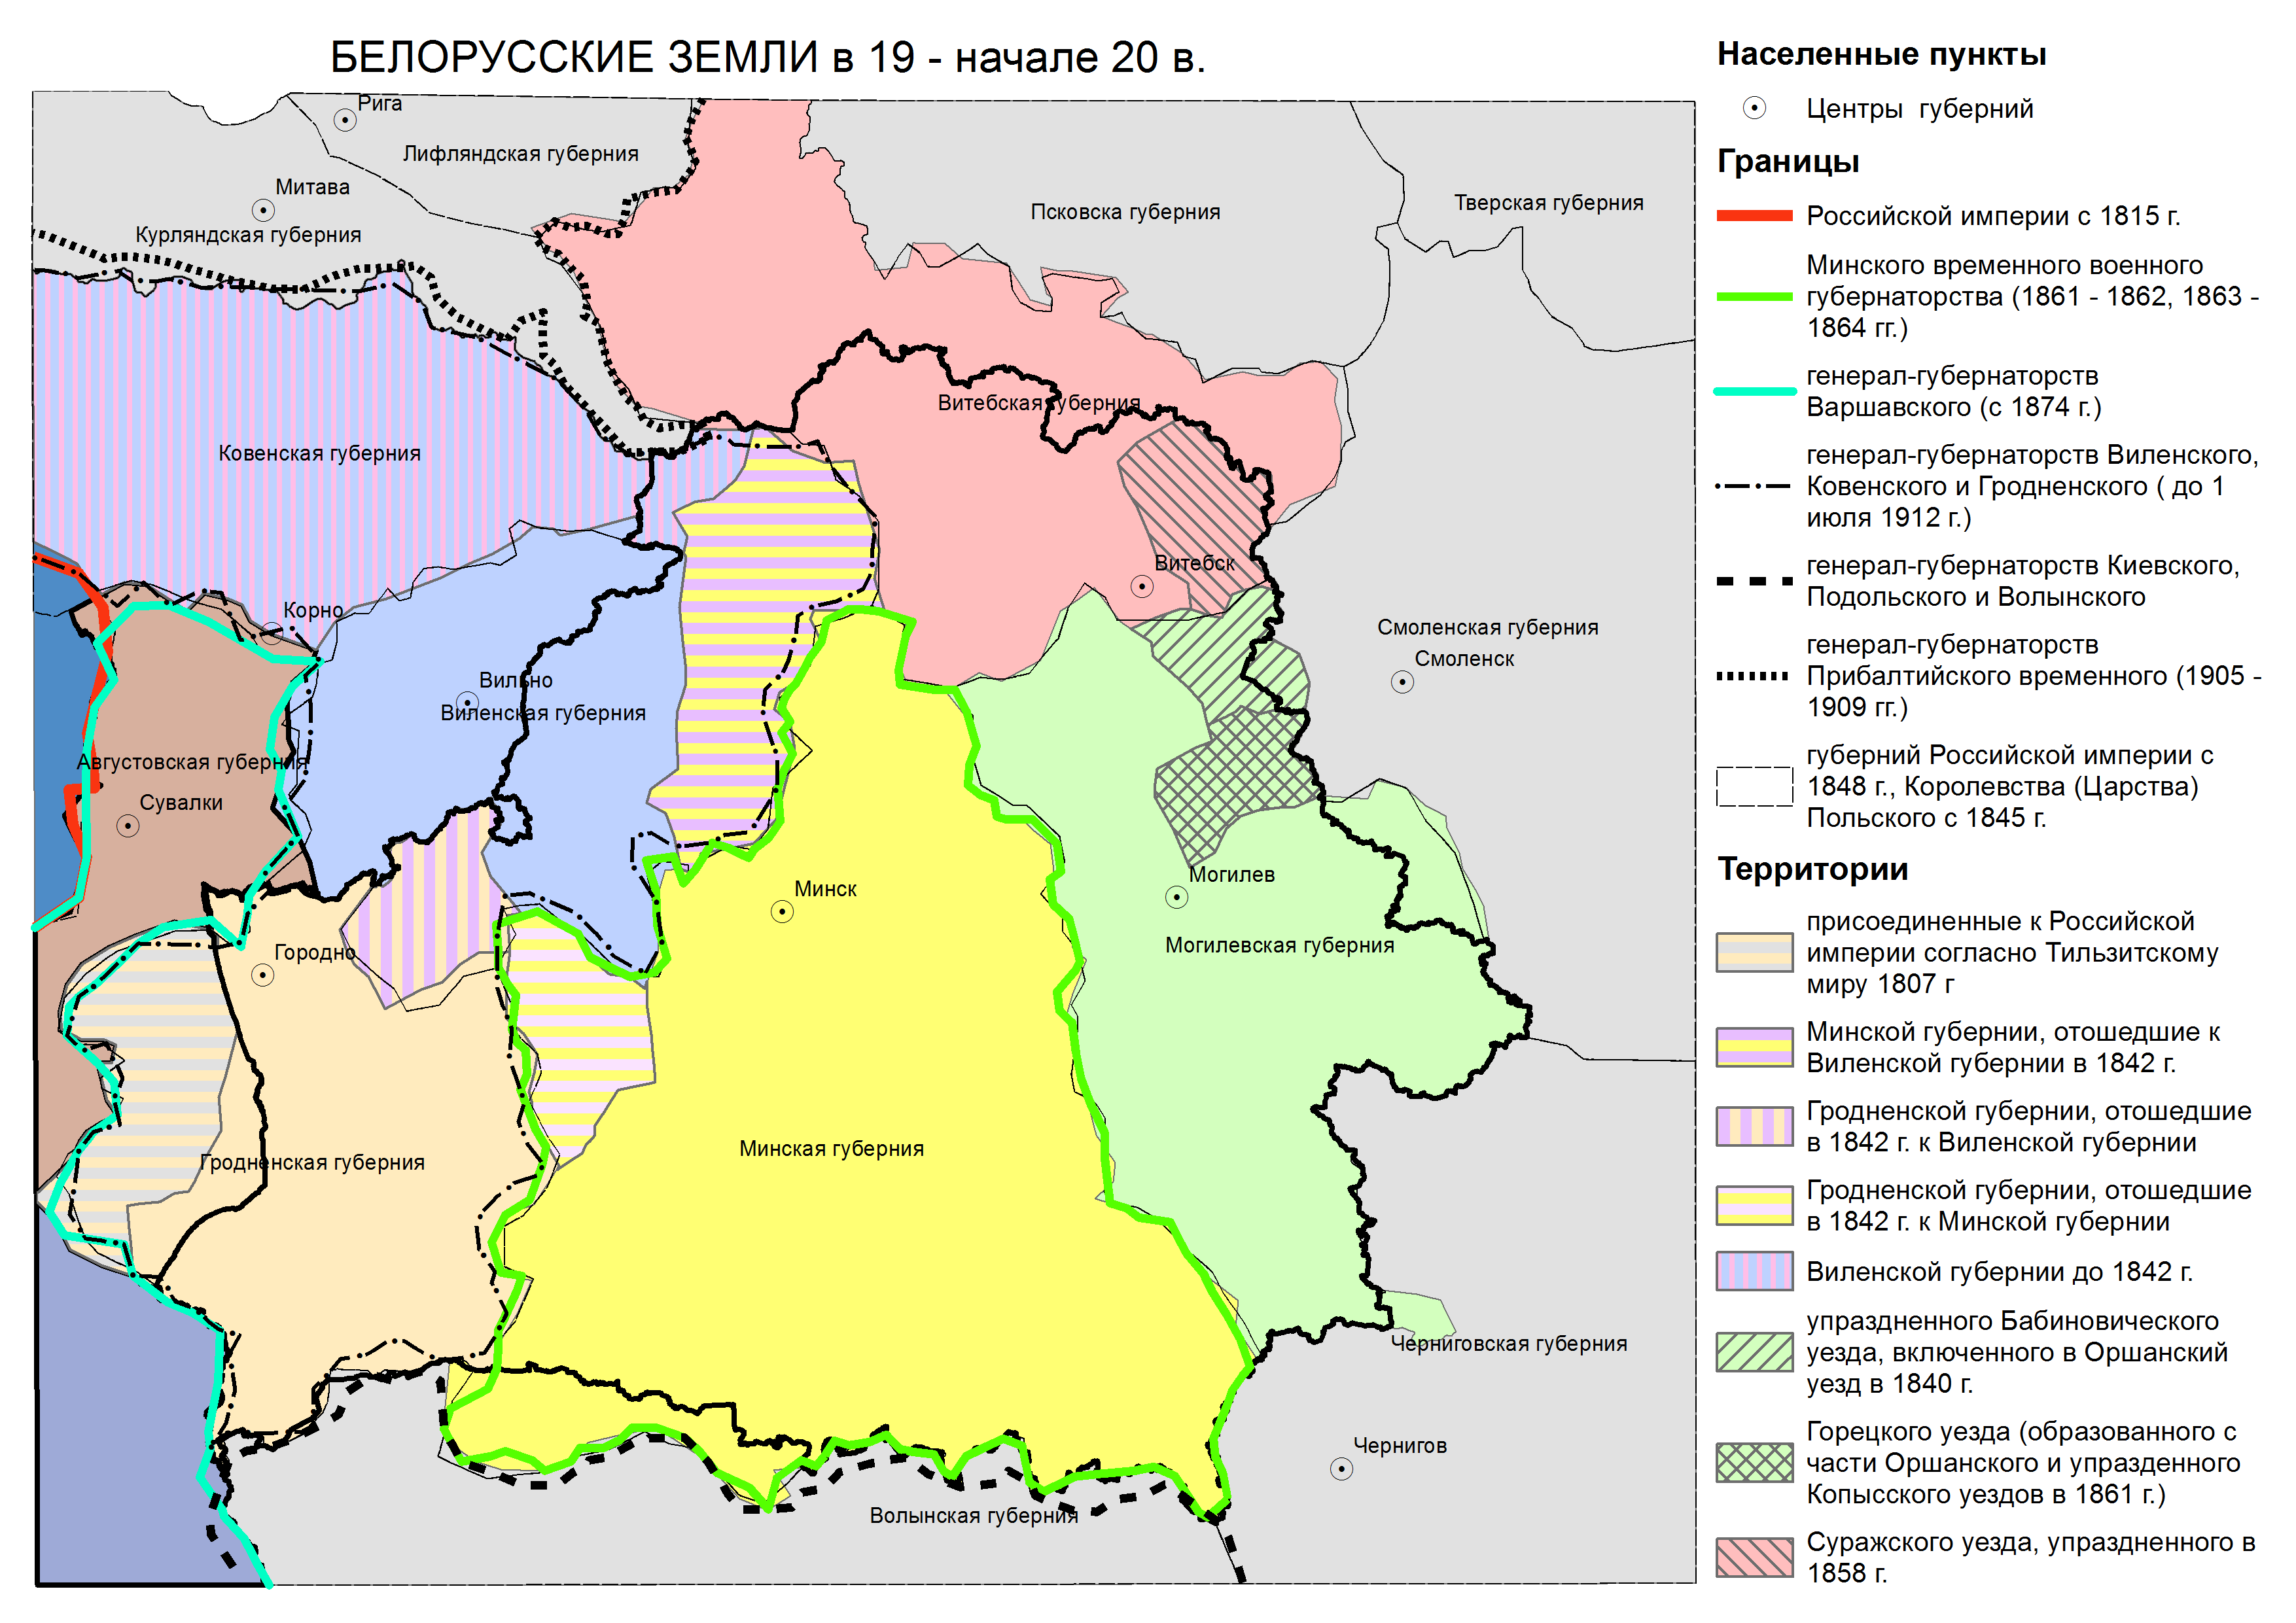 БЕЛОРУССКИЕ ЗЕМЛИ в 19 - начале 20 в.
Рига
Лифляндская губерния
Митава
Курляндская губерния
Псковска губерния
Тверская губерния
Витебская губерния
Ковенская губерния
Витебск
Корно
Смоленская губерния
Смоленск
Вильно
Виленская губерния
Августовская губерния
Сувалки
Могилев
Минск
Могилевская губерния
Городно
Минская губерния
Гродненская губерния
Черниговская губерния
Чернигов
Волынская губерния
Населенные пункты
Центры губерний
Границы
Российской империи с 1815 г.
Минского временного военного
губернаторства (1861 - 1862, 1863 -
1864 гг.)
генерал-губернаторств
Варшавского (с 1874 г.)
генерал-губернаторств Виленского,
Ковенского и Гродненского ( до 1
июля 1912 г.)
генерал-губернаторств Киевского,
Подольского и Волынского
генерал-губернаторств
Прибалтийского временного (1905 -
1909 гг.)
губерний Российской империи с
1848 г., Королевства (Царства)
Польского с 1845 г.
Территории
присоединенные к Российской
империи согласно Тильзитскому
миру 1807 г
Минской губернии, отошедшие к
Виленской губернии в 1842 г.
Гродненской губернии, отошедшие
в 1842 г. к Виленской губернии
Гродненской губернии, отошедшие
в 1842 г. к Минской губернии
Виленской губернии до 1842 г.
упраздненного Бабиновического
уезда, включенного в Оршанский
уезд в 1840 г.
Горецкого уезда (образованного с
части Оршанского и упразденного
Копысского уездов в 1861 г.)
Суражского уезда, упраздненного в
1858 г.